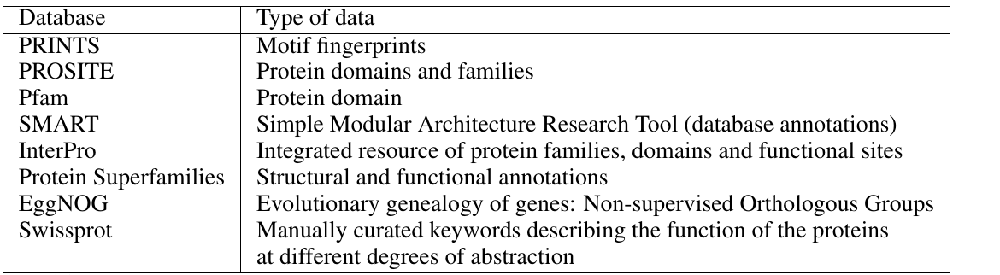 Database Type of data
PRINTS Motif fingerprints
PROSITE Protein domains and families
Pfam Protein domain
SMART Simple Modular Architecture Research Tool (database annotations)
InterPro Integrated resource of protein families, domains and functional sites
Protein Superfamilies Structural and functional annotations
EggNOG Evolutionary genealogy of genes: Non-supervised Orthologous Groups
Swissprot Manually curated keywords describing the function of the proteins
at different degrees of abstraction